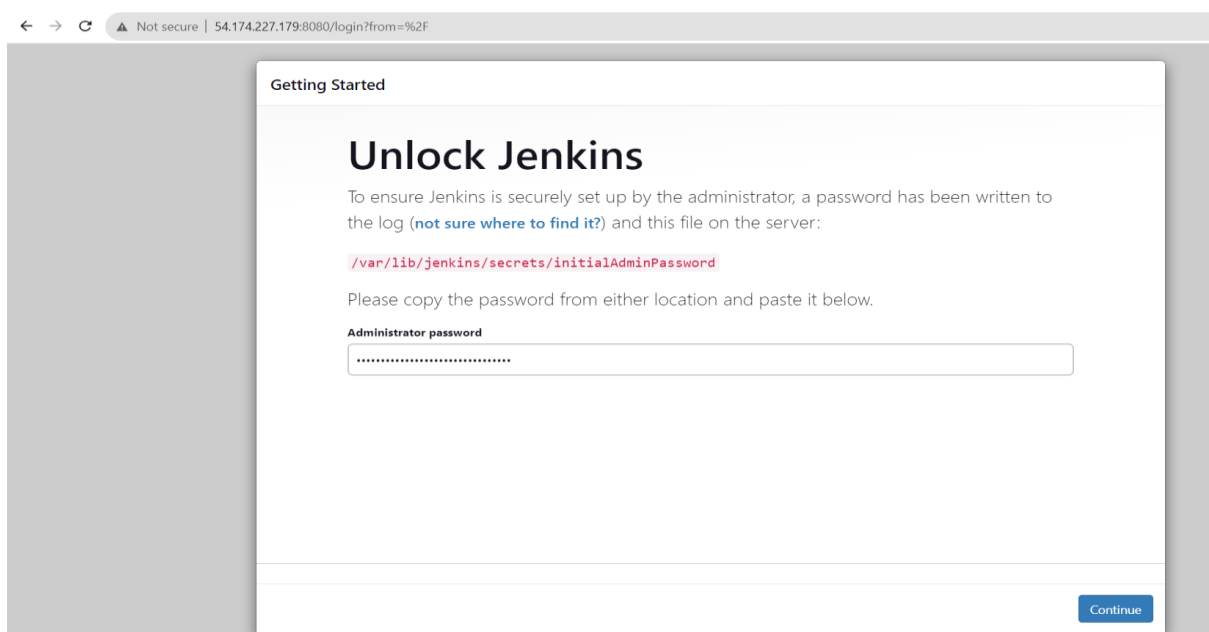 Not secure | 54.174.227.179:8080/login?from=%2F
Getting Started
Unlock Jenkins
To ensure Jenkins is securely set up by the administrator, a password has been written to
the log (not sure where to find it?) and this file on the server:
/var/lib/jenkins/secrets/initialAdminPassword
Please copy the password from either location and paste it below.
Administrator password
Continue